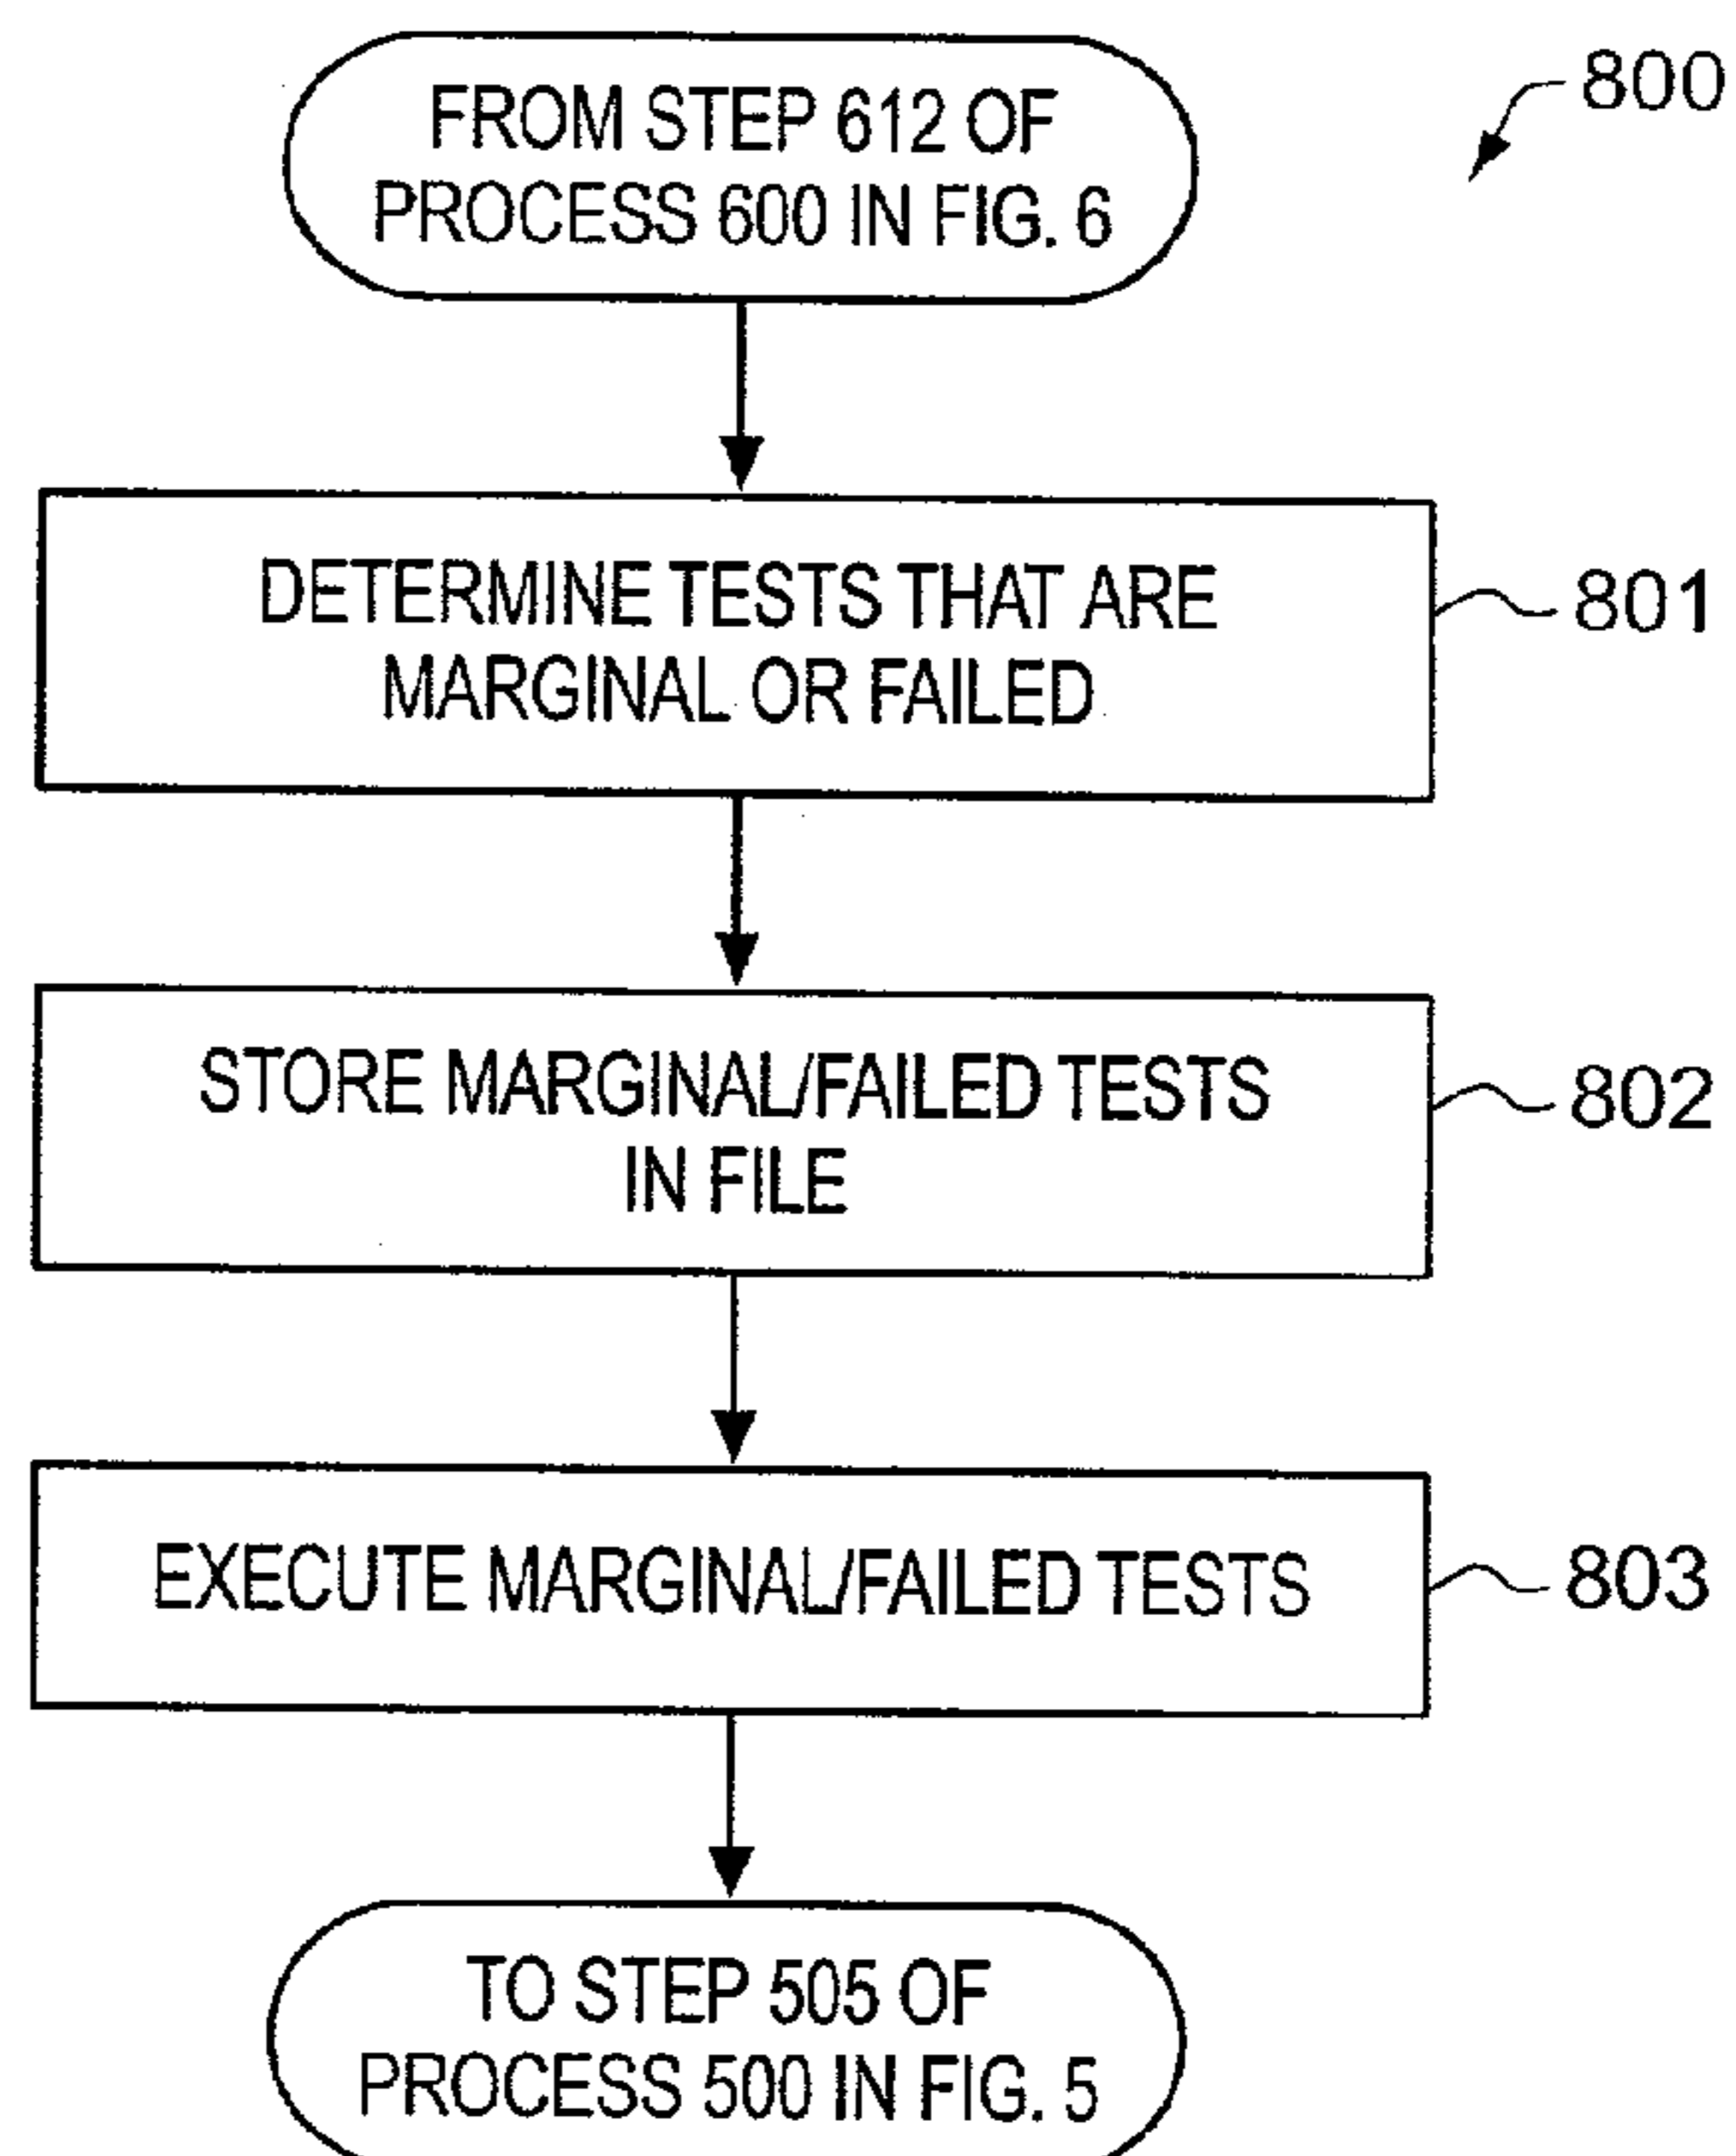 FROM STEP 612 OF
PROCESS 600 IN FIG. 6
800
DETERMINE TESTS THAT ARE
MARGINAL OR FAILED
801
STORE MARGINAL/FAILED TESTS
IN FILE
802
EXECUTE MARGINAL/FAILED TESTS
803
TO STEP 505 OF
PROCESS 500 IN FIG. 5